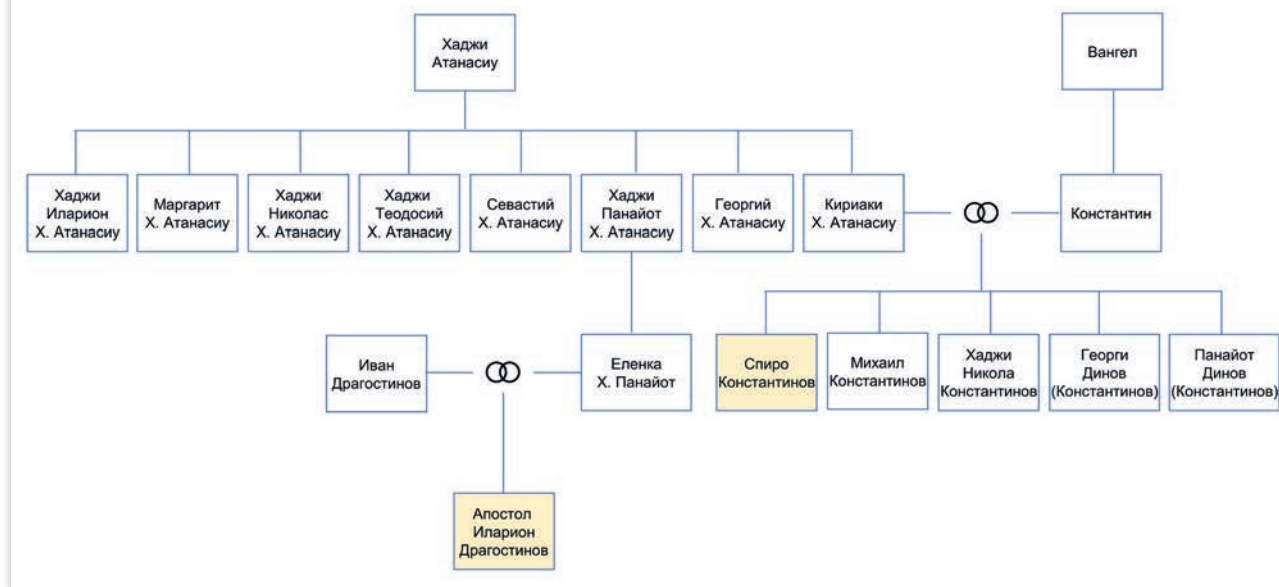 Хаджи
Атанасиу
Вангел
Хаджи
Иларион
Х. Атанасиу
Маргарит
Х. Атанасиу
Хаджи
Николас
Х. Атанасиу
Хаджи
Теодосий
Х. Атанасиу
Севастий
Х. Атанасиу
Хаджи
Панайот
Х. Атанасиу
Георгий
Х. Атанасиу
Кириаки
Х. Атанасиу
Константин
Иван
Драгостинов
Еленка
Х. Панайот
Спиро
Константинов
Михаил
Константинов
Хаджи
Никола
Константинов
Георги
Динов
(Константинов)
Панайот
Динов
(Константинов)
Апостол
Иларион
Драгостинов